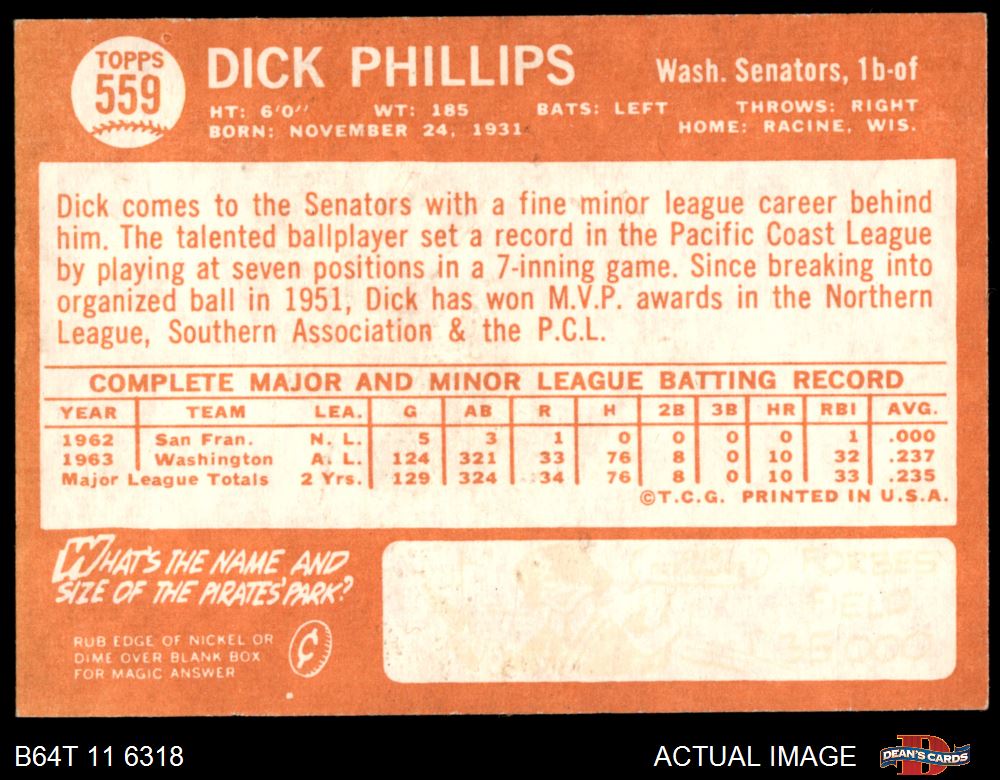 TOPPS
559
DICK PHILLIPS
Wash. Senators, 1b-of
HT: 6'0" WT: 185 BATS: LEFT THROWS: RIGHT
BORN: NOVEMBER 24, 1931 HOME: RACINE, WIS.
Dick comes to the Senators with a fine minor league career behind
him. The talented ballplayer set a record in the Pacific Coast League
by playing at seven positions in a 7-inning game. Since breaking into
organized ball in 1951, Dick has won M.V.P. awards in the Northern
League, Southern Association & the P.C.L.
COMPLETE MAJOR AND MINOR LEAGUE BATTING RECORD
YEAR TEAM LEA. G AB R H 2B 3B HR RBI AVG.
1962 San Fran. N. L. 5 3 1 0 0 0 0 1 .000
1963 Washington A. L. 124 321 33 76 8 0 10 32 .237
Major League Totals 2 Yrs. 129 324 34 76 8 0 10 33 .235
©T.C.G. PRINTED IN U.S.A.
WHAT'S THE NAME AND
SIZE OF THE PIRATES' PARK?
RUB EDGE OF NICKEL OR
DIME OVER BLANK BOX
FOR MAGIC ANSWER
FORBES
FIELD
35,000
B64T 11 6318
ACTUAL IMAGE
DEAN'S CARDS